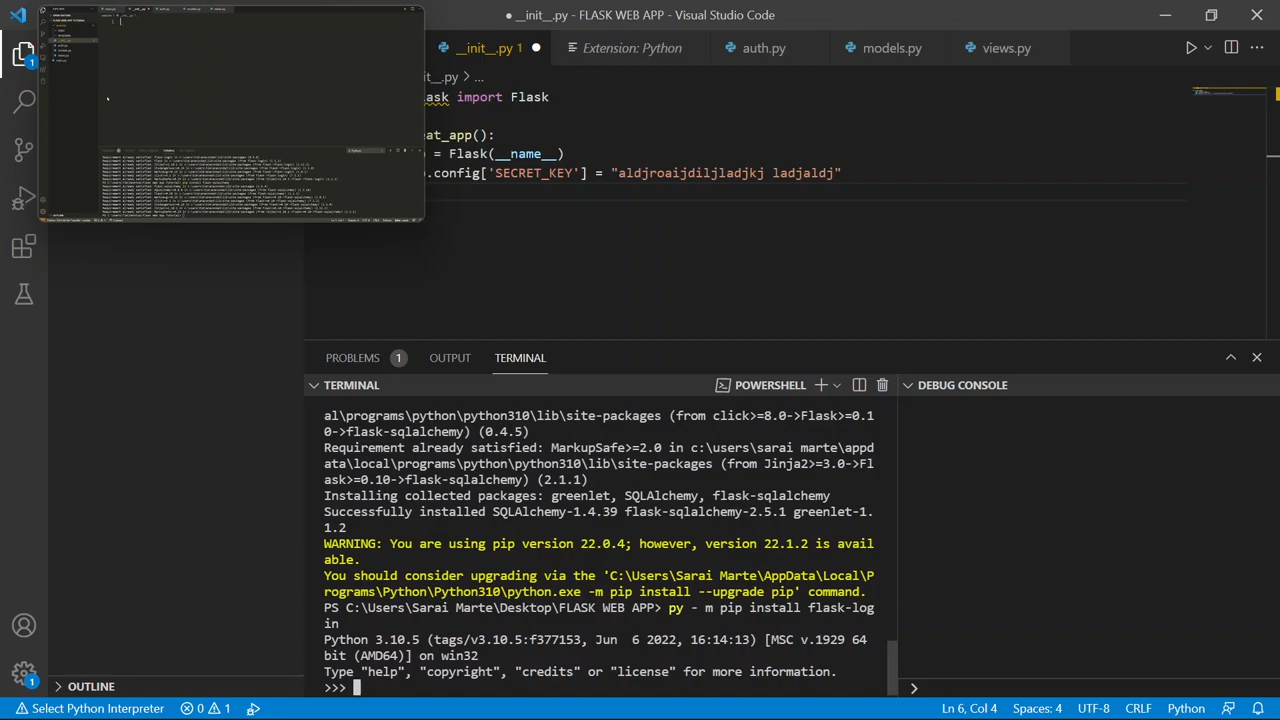 __init__.py - FLASK WEB APP - Visual Studio
1
__init__.py 1
Extension: Python
.py
models.py
views.py
it__.py > ...
ask import Flask
eat_app():
= Flask(__name__)
.config['SECRET_KEY'] =
PROBLEMS 1
OUTPUT
TERMINAL
TERMINAL
POWERSHELL
DEBUG CONSOLE
al\programs\python\python310\lib\site-packages (from click>=8.0->Flask>=0.1
0->flask-sqlalchemy) (0.4.5)
Requirement already satisfied: MarkupSafe>=2.0 in c:\users\sarai marte\appd
ata\local\programs\python\python310\lib\site-packages (from Jinja2>=3.0->Fl
ask>=0.10->flask-sqlalchemy) (2.1.1)
Installing collected packages: greenlet, SQLAlchemy, flask-sqlalchemy
Successfully installed SQLAlchemy-1.4.39 flask-sqlalchemy-2.5.1 greenlet-1.
1.2
WARNING: You are using pip version 22.0.4; however, version 22.1.2 is avail
able.
You should consider upgrading via the 'C:\Users\Sarai Marte\AppData\Local\P
rograms\Python\Python310\python.exe -m pip install --upgrade pip' command.
PS C:\Users\Sarai Marte\Desktop\FLASK WEB APP> py - m pip install flask-log
in
Python 3.10.5 (tags/v3.10.5:f377153, Jun  6 2022, 16:14:13) [MSC v.1929 64
bit (AMD64)] on win32
Type "help", "copyright", "credits" or "license" for more information.
>>>
OUTLINE
1
Select Python Interpreter
0
1
Ln 6, Col 4
Spaces: 4
UTF-8
CRLF
Python